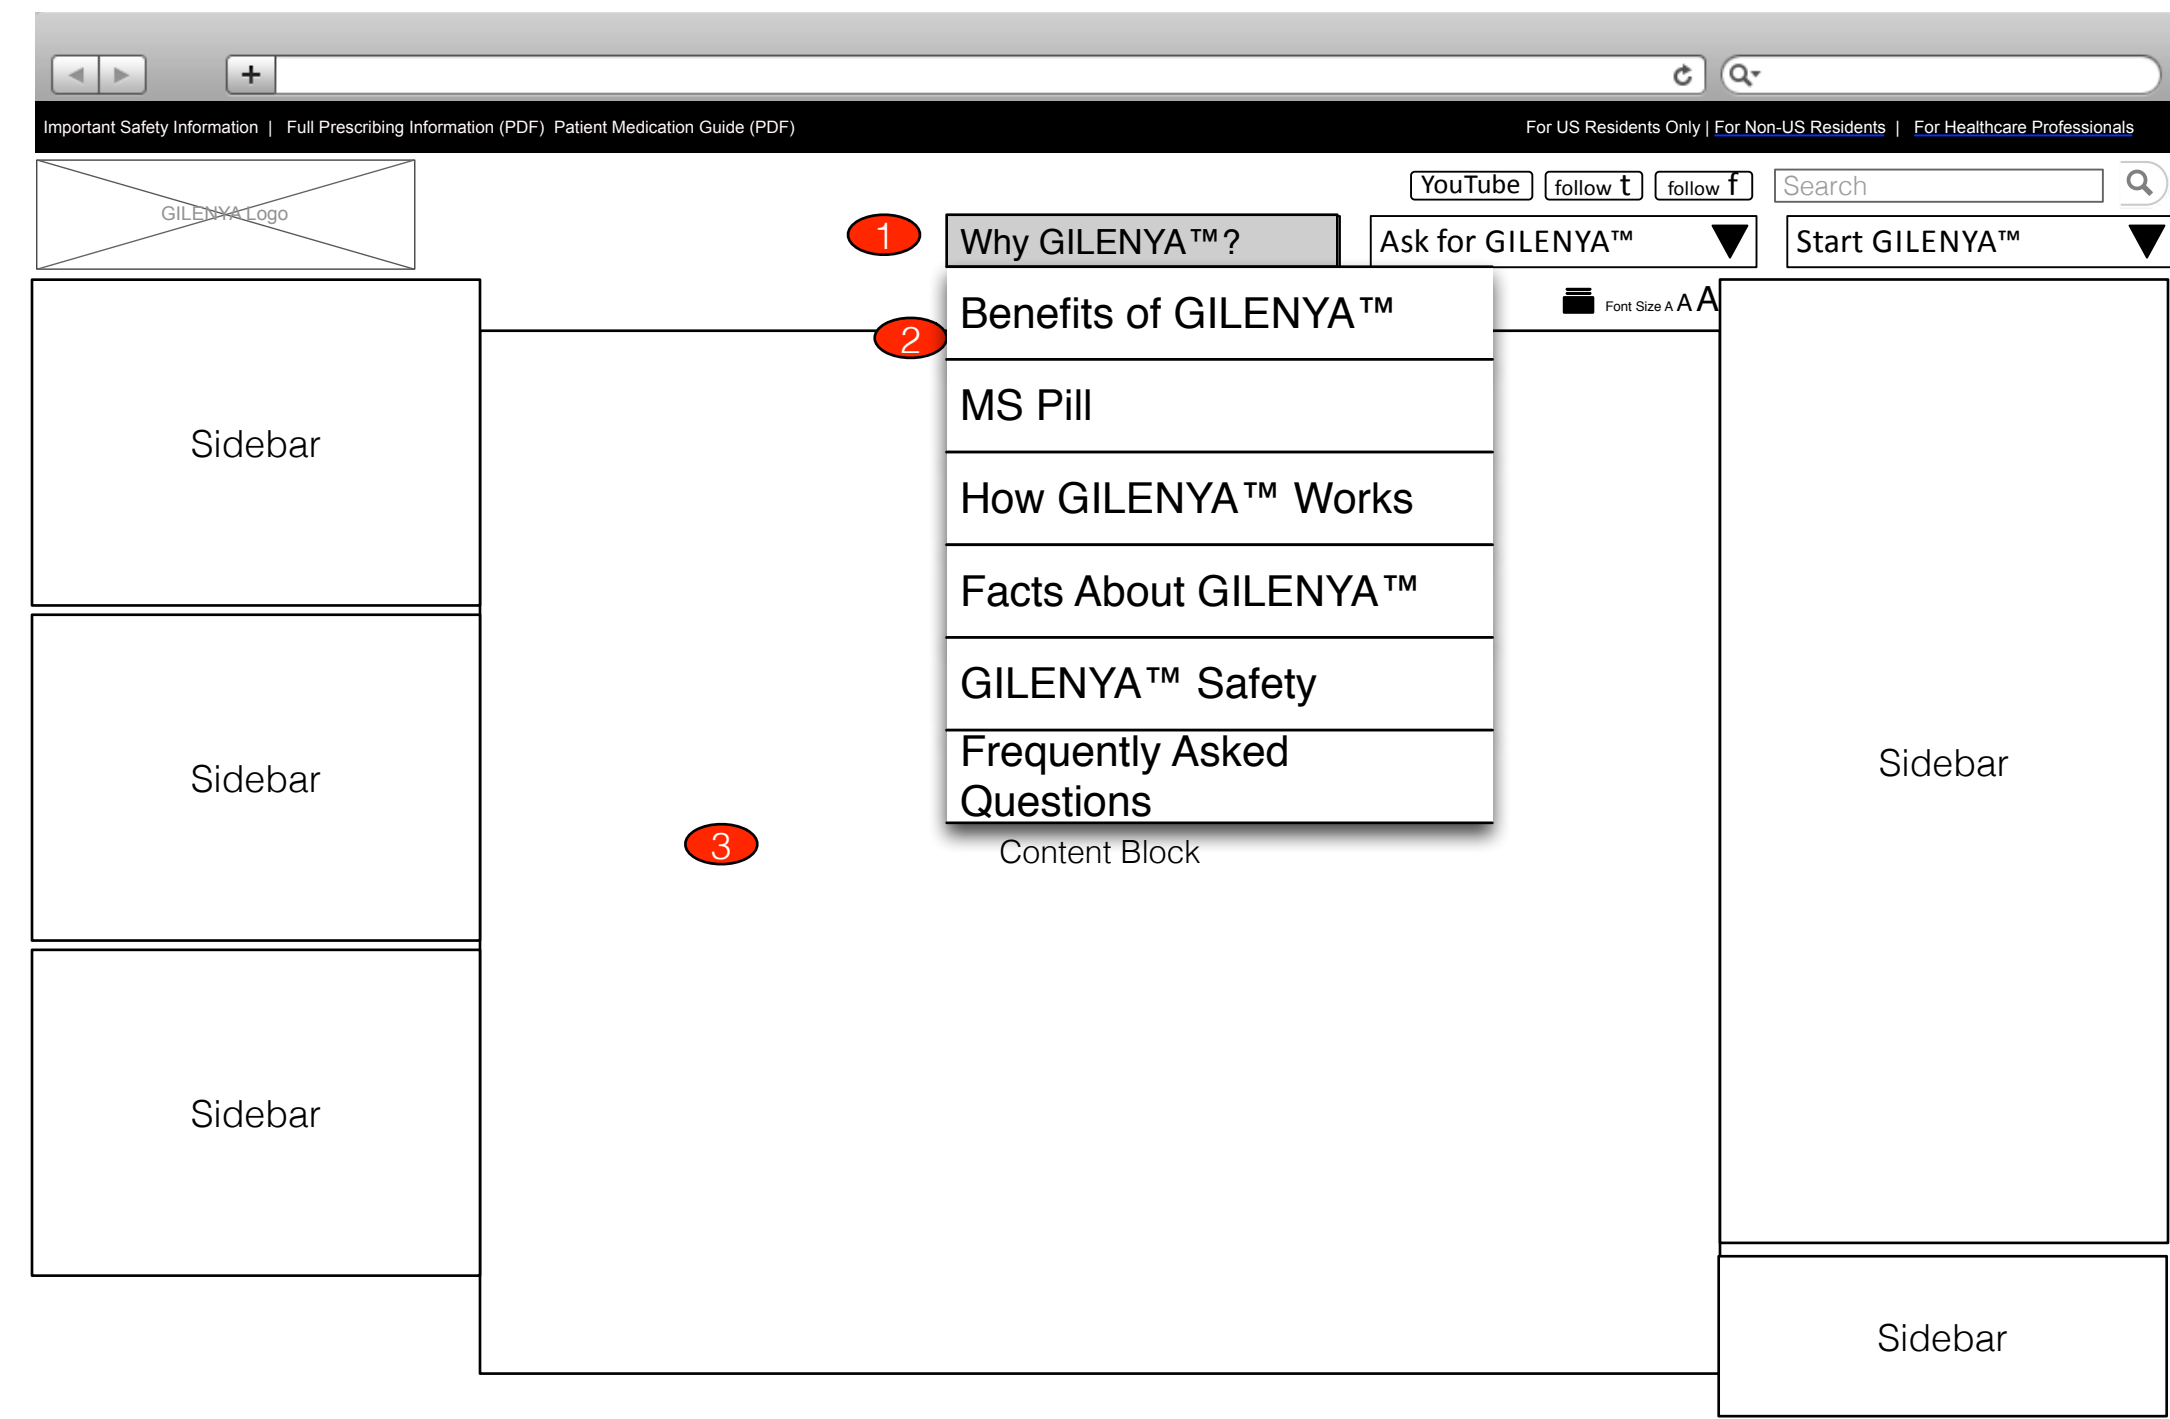 Important Safety Information | Full Prescribing Information (PDF) Patient Medication Guide (PDF)
For US Residents Only | For Non-US Residents | For Healthcare Professionals
GILENYA Logo
YouTube
follow t
follow f
Search
1
Why GILENYA™?
Ask for GILENYA™
Start GILENYA™
Font Size A A A
2
Benefits of GILENYA™
MS Pill
How GILENYA™ Works
Facts About GILENYA™
GILENYA™ Safety
Frequently Asked
Questions
Sidebar
Sidebar
Sidebar
3
Content Block
Sidebar
Sidebar